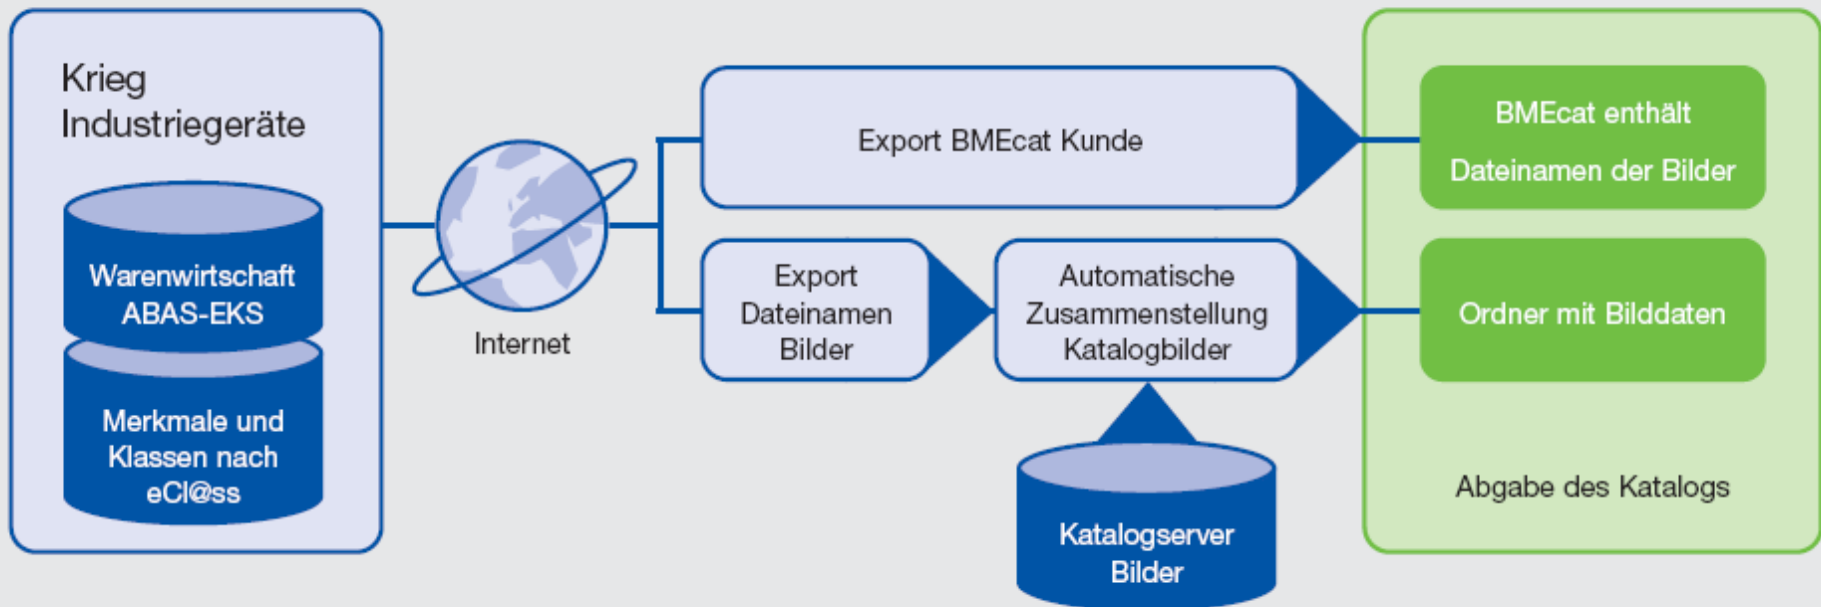 Krieg
Industriegeräte
Warenwirtschaft
ABAS-EKS
Merkmale und
Klassen nach
eCl@ss
Internet
Export BMEcat Kunde
Export
Dateinamen
Bilder
Automatische
Zusammenstellung
Katalogbilder
Katalogserver
Bilder
BMEcat enthält
Dateinamen der Bilder
Ordner mit Bilddaten
Abgabe des Katalogs